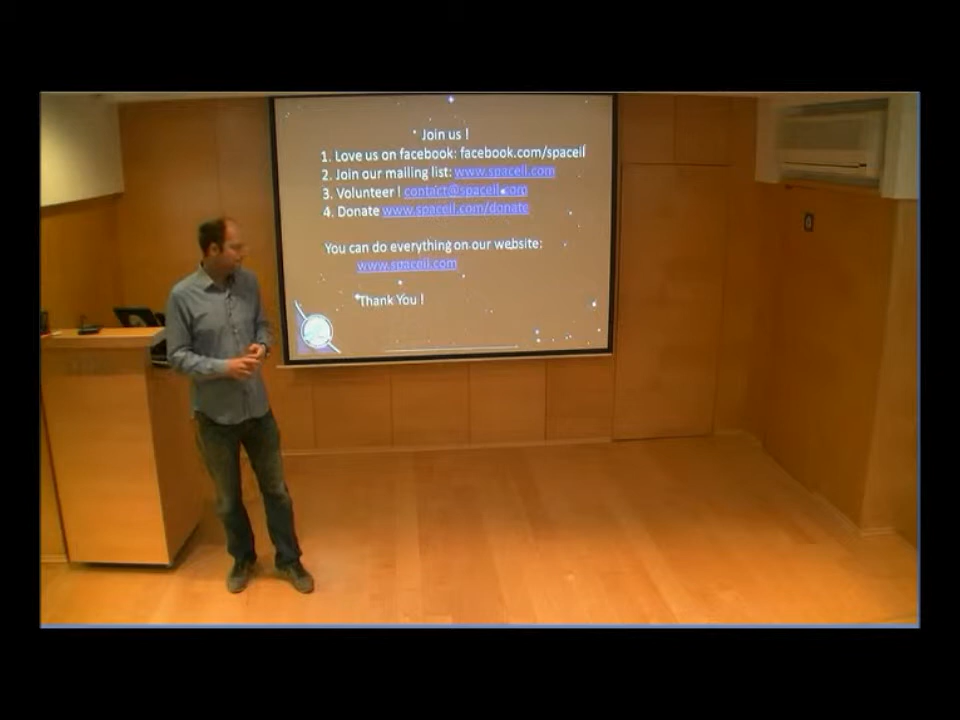 Join us !
1. Love us on facebook: facebook.com/spaceil
2. Join our mailing list: www.spaceil.com
3. Volunteer ! contact@spaceil.com
4. Donate www.spaceil.com/donate
You can do everything on our website:
www.spaceil.com
Thank You !